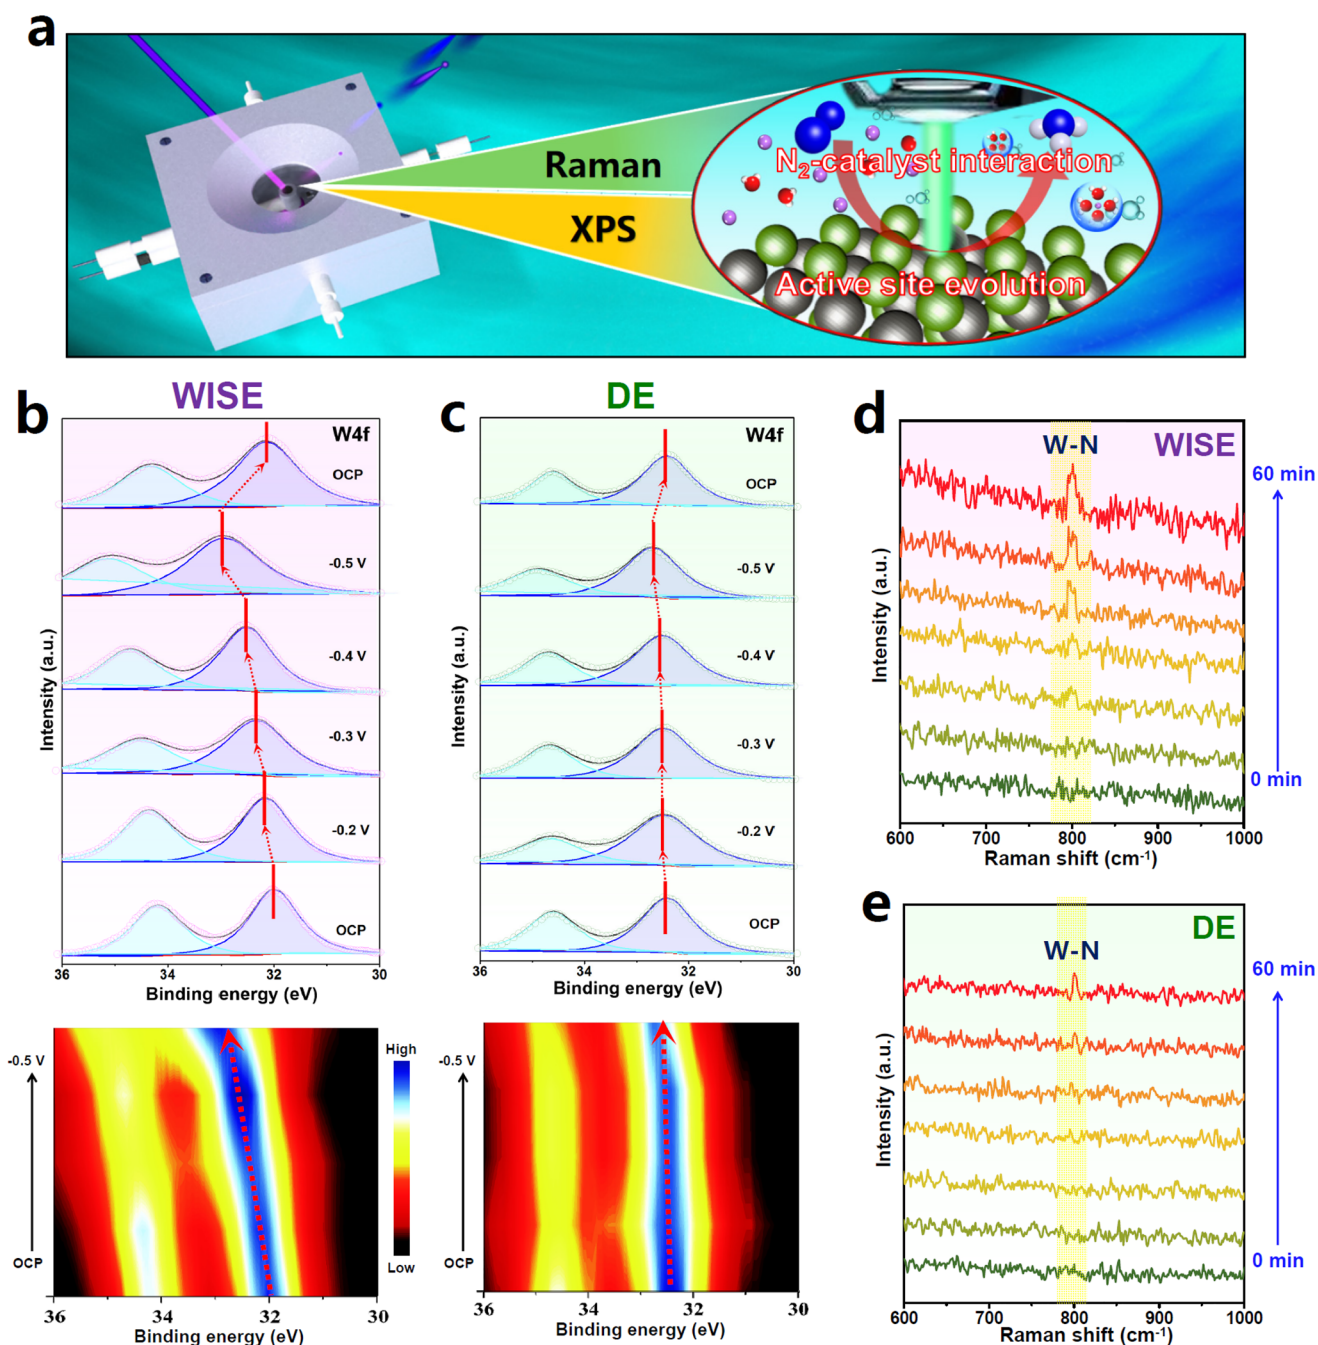 a
Raman
XPS
N2-catalyst interaction
Active site evolution
b
WISE
W4f
OCP
-0.5 V
-0.4 V
-0.3 V
-0.2 V
OCP
Intensity (a.u.)
36 34 32 30
Binding energy (eV)
-0.5 V
OCP
High
Low
36 34 32 30
Binding energy (eV)
c
DE
W4f
OCP
-0.5 V
-0.4 V
-0.3 V
-0.2 V
OCP
Intensity (a.u.)
36 34 32 30
Binding energy (eV)
-0.5 V
OCP
36 34 32 30
Binding energy (eV)
d
W-N
WISE
60 min
0 min
Intensity (a.u.)
600 700 800 900 1000
Raman shift (cm-1)
e
DE
W-N
60 min
0 min
Intensity (a.u.)
600 700 800 900 1000
Raman shift (cm-1)